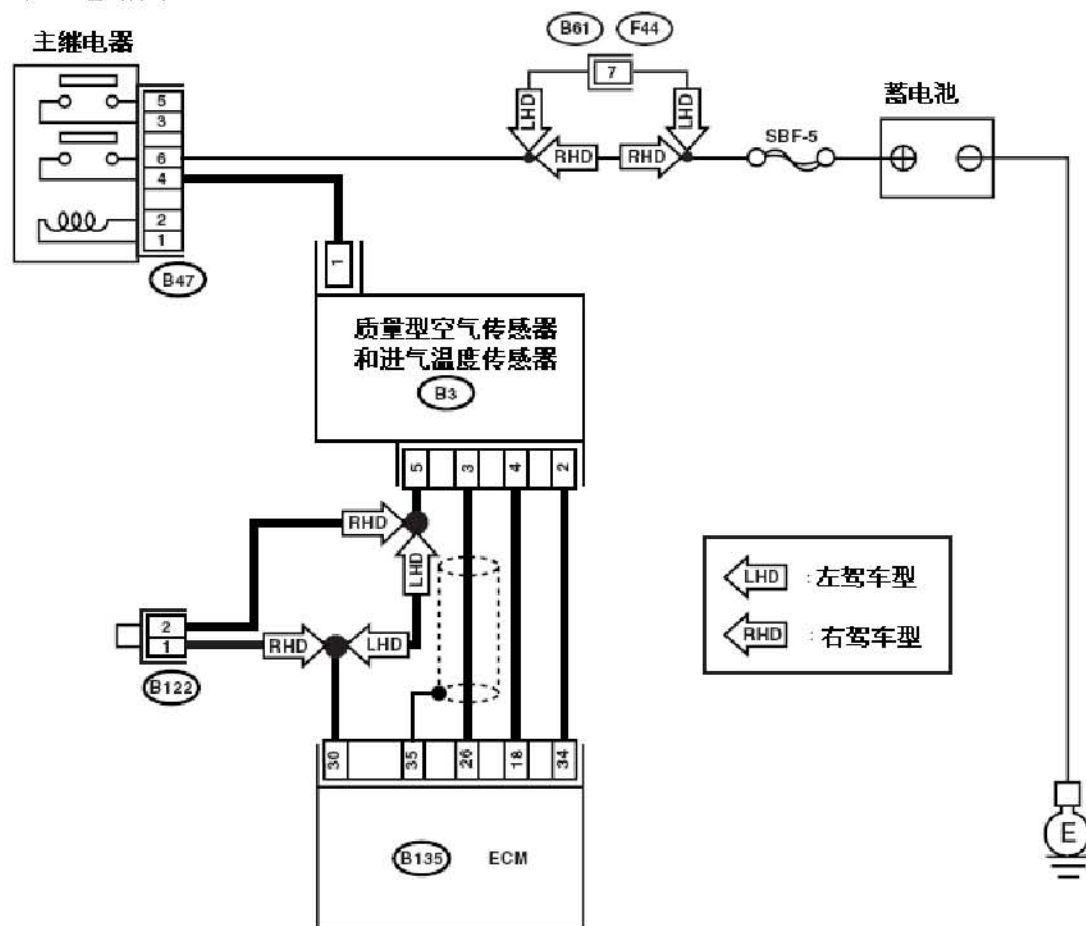 主继电器
B61 F44
7
LHD LHD
RHD RHD
SBF-5
蓄电池
5
3
6
4
2
1
B47
1
质量型空气传感器
和进气温度传感器
B3
5 3 4 2
RHD
LHD
2
1
RHD LHD
B122
LHD :左驾车型
RHD :右驾车型
30 35 26 18 34
B135 ECM
E